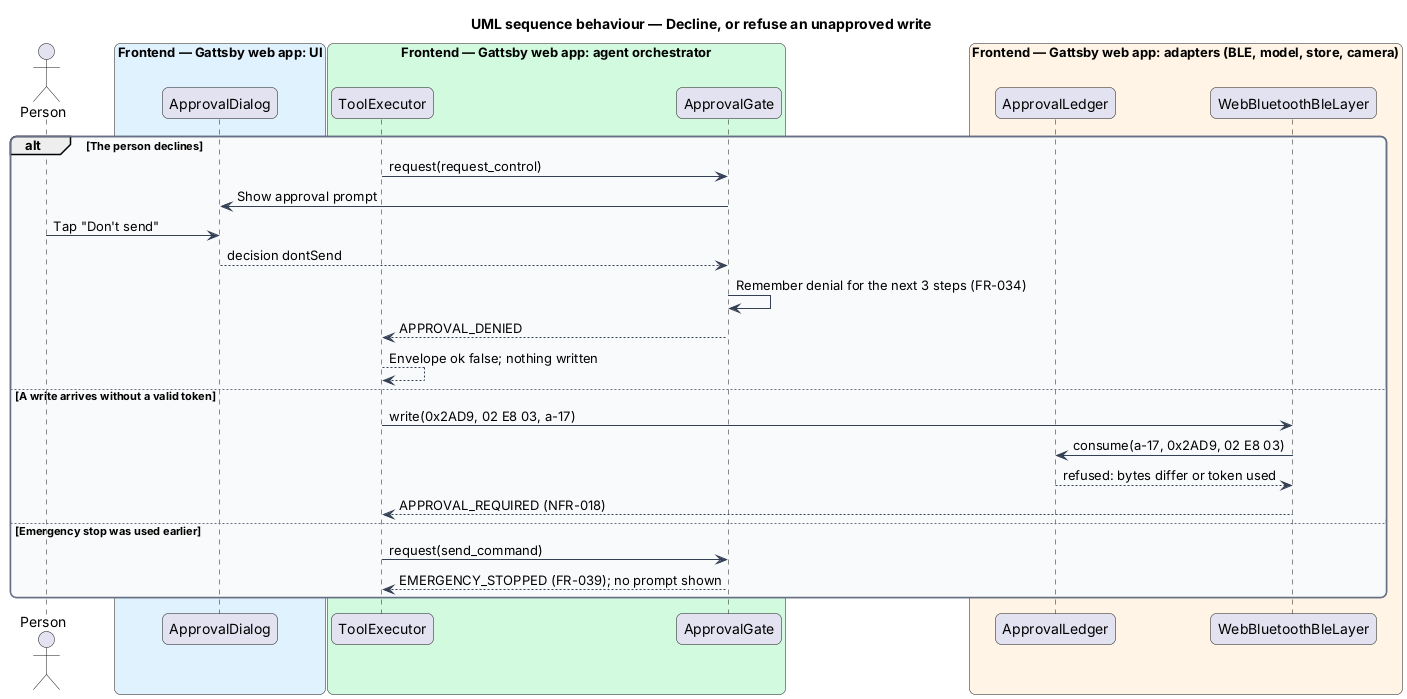 UML sequence behaviour — Decline, or refuse an unapproved write
Frontend — Gattsby web app: UI
Frontend — Gattsby web app: agent orchestrator
Frontend — Gattsby web app: adapters (BLE, model, store, camera)
Person
ApprovalDialog
ToolExecutor
ApprovalGate
ApprovalLedger
WebBluetoothBleLayer
alt
[The person declines]
request(request_control)
Show approval prompt
Tap "Don't send"
decision dontSend
Remember denial for the next 3 steps (FR-034)
APPROVAL_DENIED
Envelope ok false; nothing written
[A write arrives without a valid token]
write(0x2AD9, 02 E8 03, a-17)
consume(a-17, 0x2AD9, 02 E8 03)
refused: bytes differ or token used
APPROVAL_REQUIRED (NFR-018)
[Emergency stop was used earlier]
request(send_command)
EMERGENCY_STOPPED (FR-039); no prompt shown
Person
ApprovalDialog
ToolExecutor
ApprovalGate
ApprovalLedger
WebBluetoothBleLayer